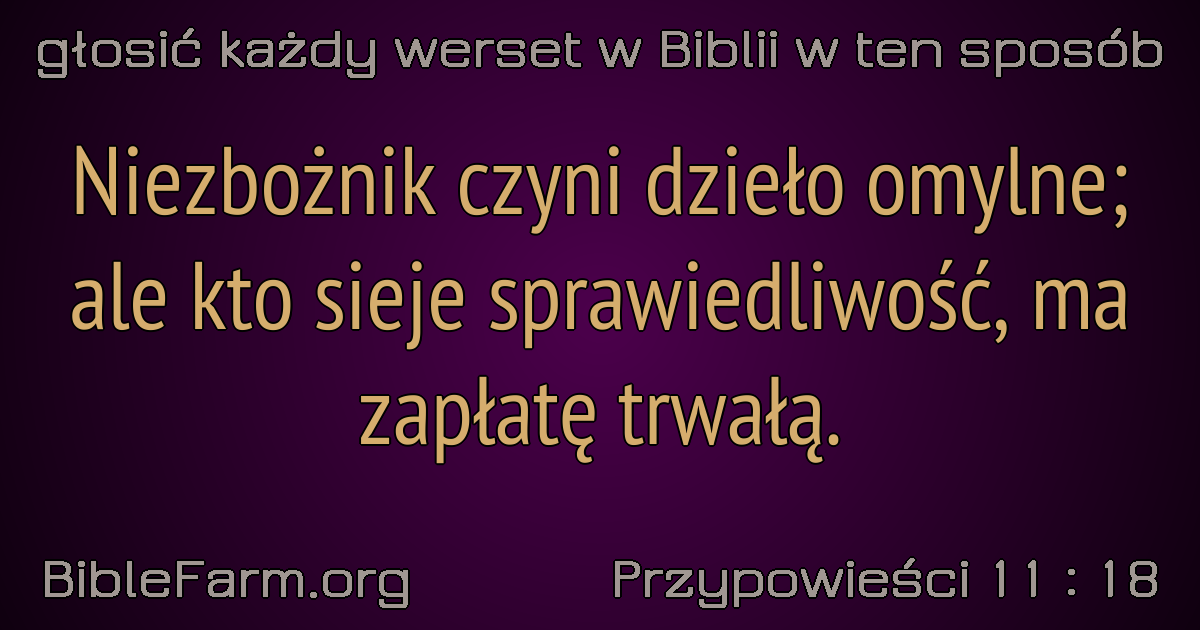 głosić każdy werset w Biblii w ten sposób
Niezbożnik czyni dzieło omylne;
ale kto sieje sprawiedliwość, ma
zapłatę trwałą.
BibleFarm.org
Przypowieści 11 : 18